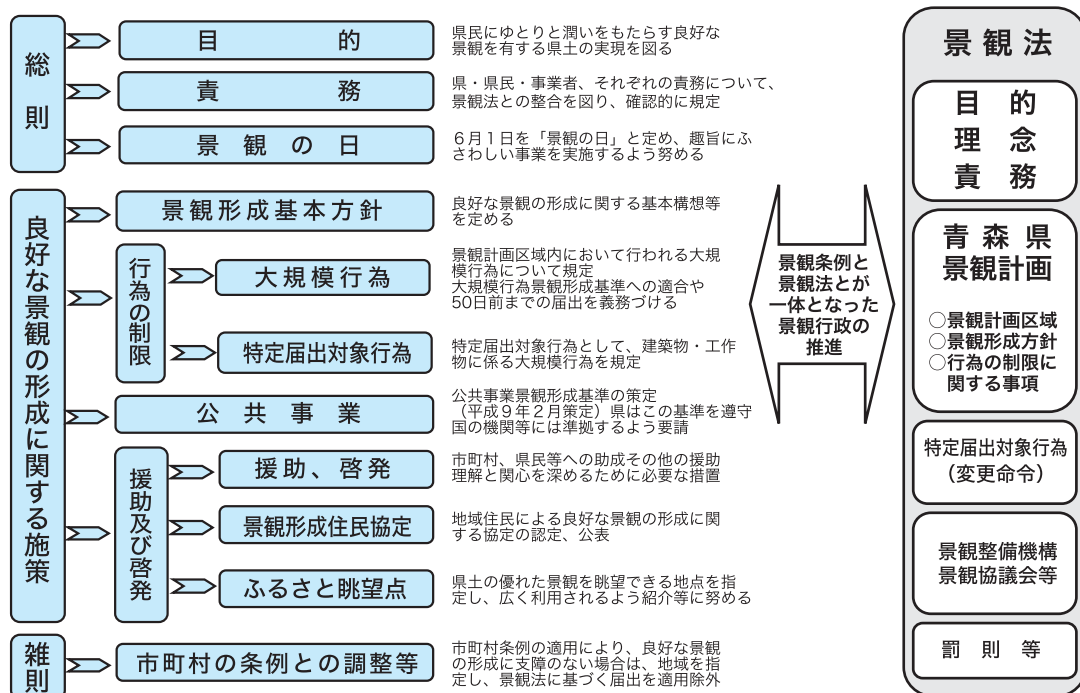 総則
目的
県民にゆとりと潤いをもたらす良好な
景観を有する県土の実現を図る
責務
県・県民・事業者、それぞれの責務について、
景観法との整合を図り、確認的に規定
景観の日
6月1日を「景観の日」と定め、趣旨にふ
さわしい事業を実施するよう努める
良好な景観の形成に関する施策
景観形成基本方針
良好な景観の形成に関する基本構想等
を定める
行為の制限
大規模行為
景観計画区域内において行われる大規
模行為について規定
大規模行為景観形成基準への適合や
50日前までの届出を義務づける
特定届出対象行為
特定届出対象行為として、建築物・工作
物に係る大規模行為を規定
公共事業
公共事業景観形成基準の策定
（平成9年2月策定）県はこの基準を遵守
国の機関等には準拠するよう要請
援助及び啓発
援助、啓発
市町村、県民等への助成その他の援助
理解と関心を深めるために必要な措置
景観形成住民協定
地域住民による良好な景観の形成に関
する協定の認定、公表
ふるさと眺望点
県土の優れた景観を眺望できる地点を指
定し、広く利用されるよう紹介等に努める
雑則
市町村の条例との調整等
市町村条例の適用により、良好な景観
の形成に支障のない場合は、地域を指
定し、景観法に基づく届出を適用除外
景観条例と
景観法とが
一体となった
景観行政の
推進
景観法
目的
理念
責務
青森県
景観計画
○景観計画区域
○景観形成方針
○行為の制限に
関する事項
特定届出対象行為
（変更命令）
景観整備機構
景観協議会等
罰則等